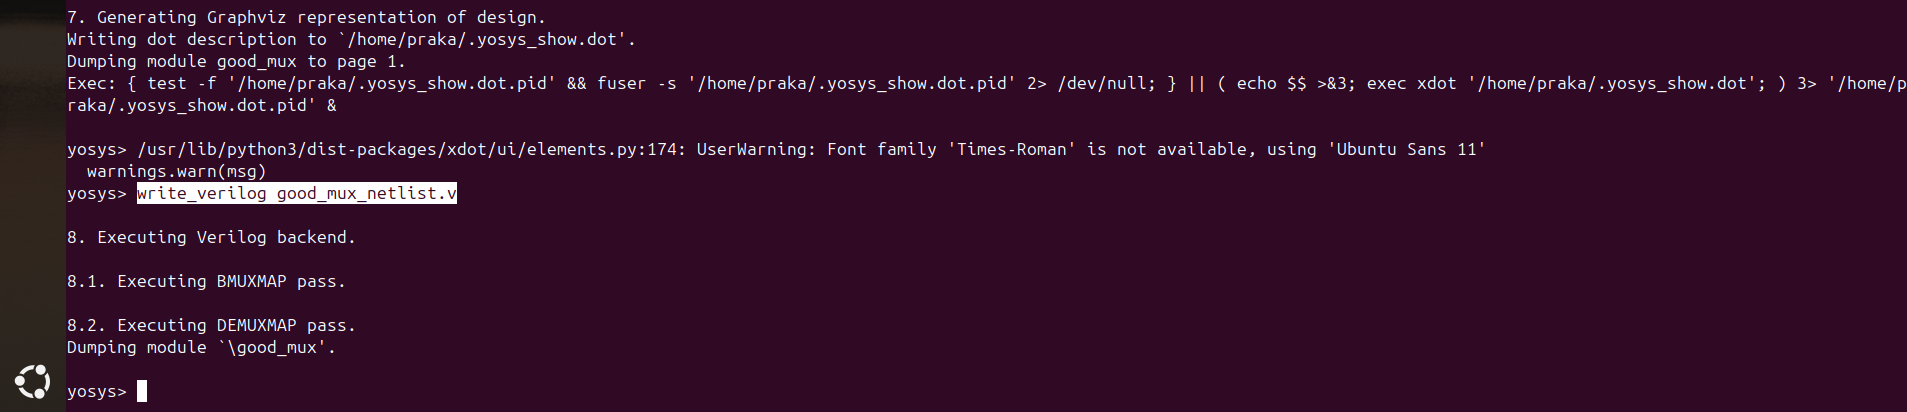 7. Generating Graphviz representation of design.
Writing dot description to `/home/praka/.yosys_show.dot'.
Dumping module good_mux to page 1.
Exec: { test -f '/home/praka/.yosys_show.dot.pid' && fuser -s '/home/praka/.yosys_show.dot.pid' 2> /dev/null; } || ( echo $$ >&3; exec xdot '/home/praka/.yosys_show.dot'; ) 3> '/home/p
raka/.yosys_show.dot.pid' &
yosys> /usr/lib/python3/dist-packages/xdot/ui/elements.py:174: UserWarning: Font family 'Times-Roman' is not available, using 'Ubuntu Sans 11'
  warnings.warn(msg)
yosys> write_verilog good_mux_netlist.v
8. Executing Verilog backend.
8.1. Executing BMUXMAP pass.
8.2. Executing DEMUXMAP pass.
Dumping module `\good_mux'.
yosys>